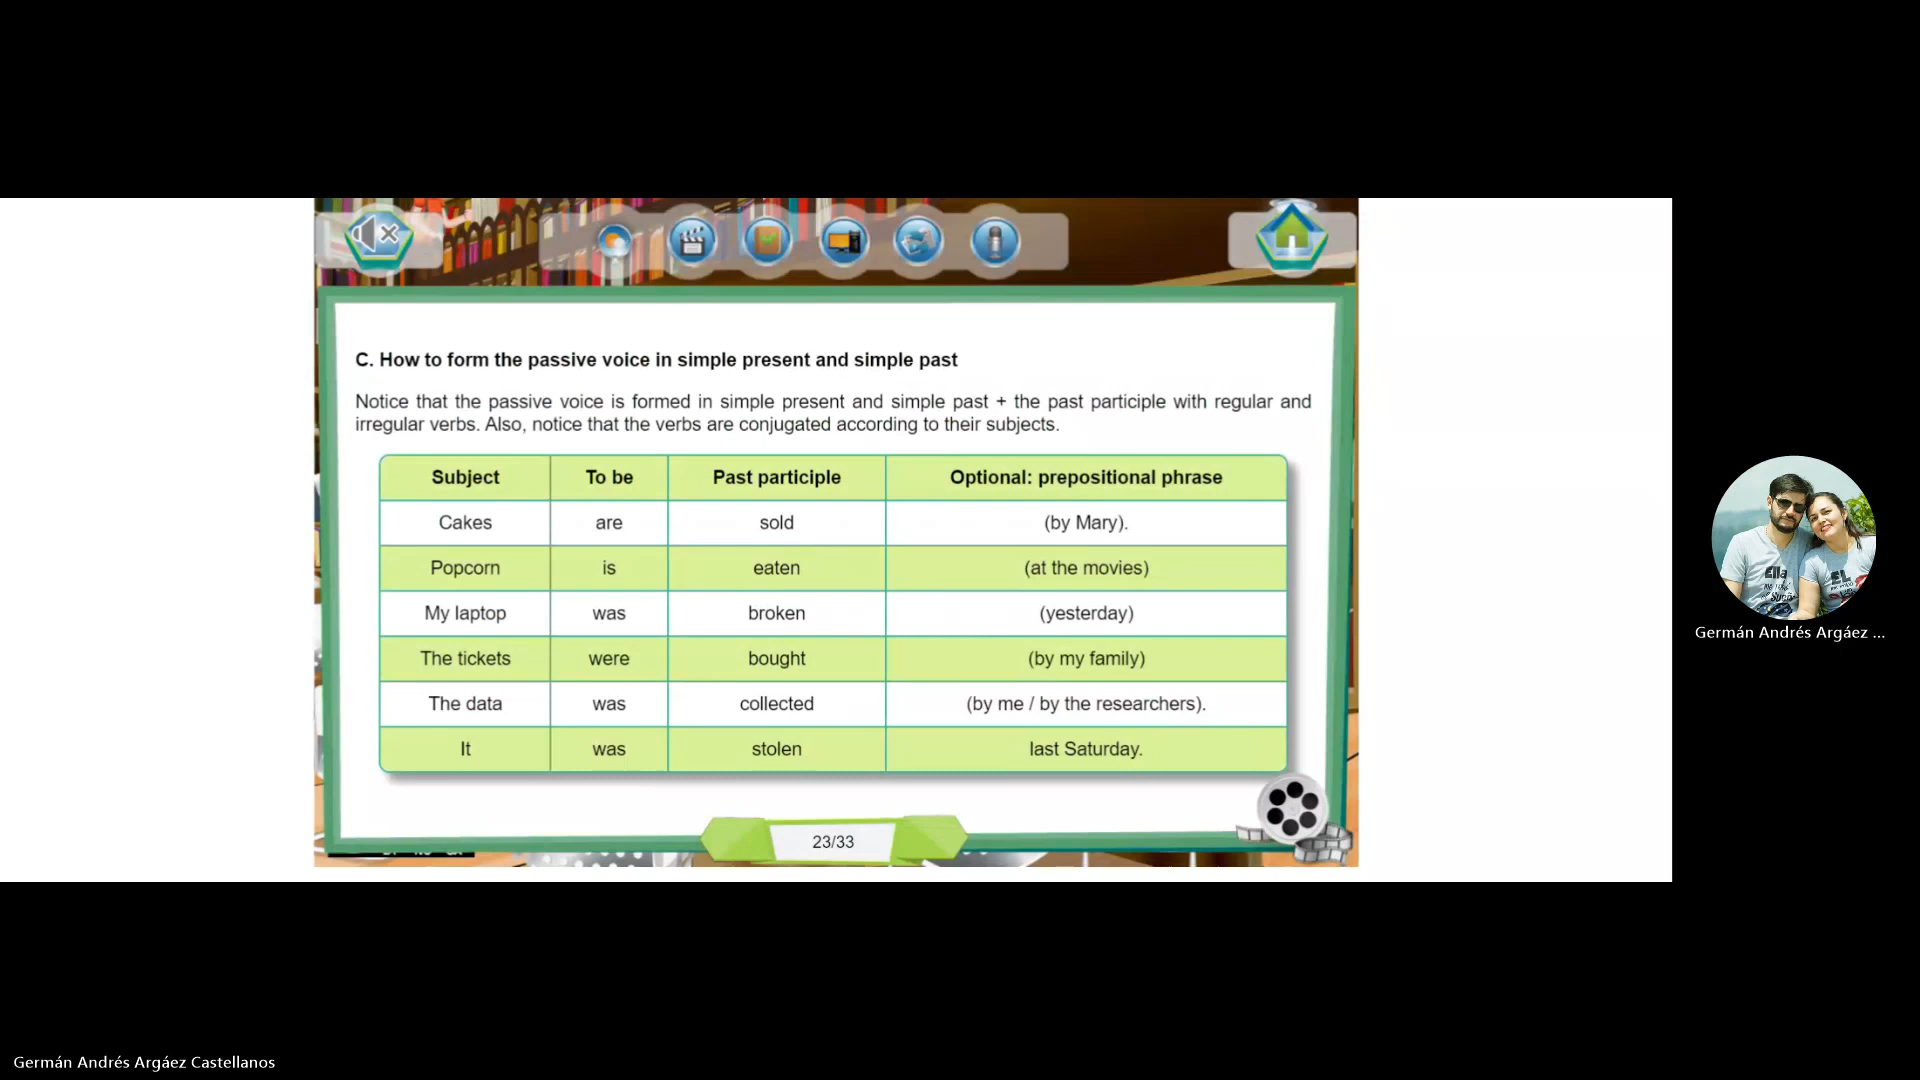 C. How to form the passive voice in simple present and simple past
Notice that the passive voice is formed in simple present and simple past + the past participle with regular and
irregular verbs. Also, notice that the verbs are conjugated according to their subjects.
Subject To be Past participle Optional: prepositional phrase
Cakes are sold (by Mary).
Popcorn is eaten (at the movies)
My laptop was broken (yesterday)
The tickets were bought (by my family)
The data was collected (by me / by the researchers).
It was stolen last Saturday.
23/33
Ella
EL
Germán Andrés Argáez ...
Germán Andrés Argáez Castellanos